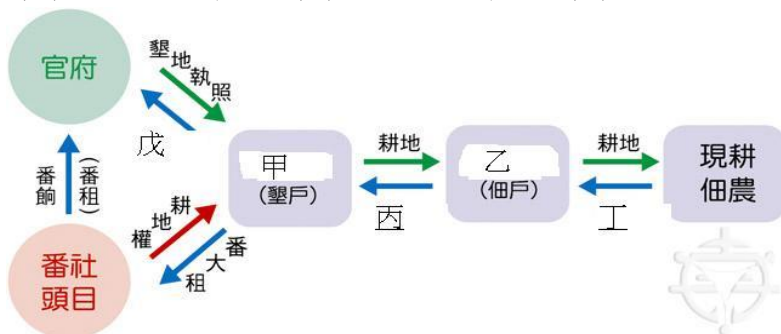 官府
墾地執照
戊
番餉
(番租)
甲
(墾戶)
耕地
丙
乙
(佃戶)
耕地
丁
現耕
佃農
耕地權
番大租
番社
頭目